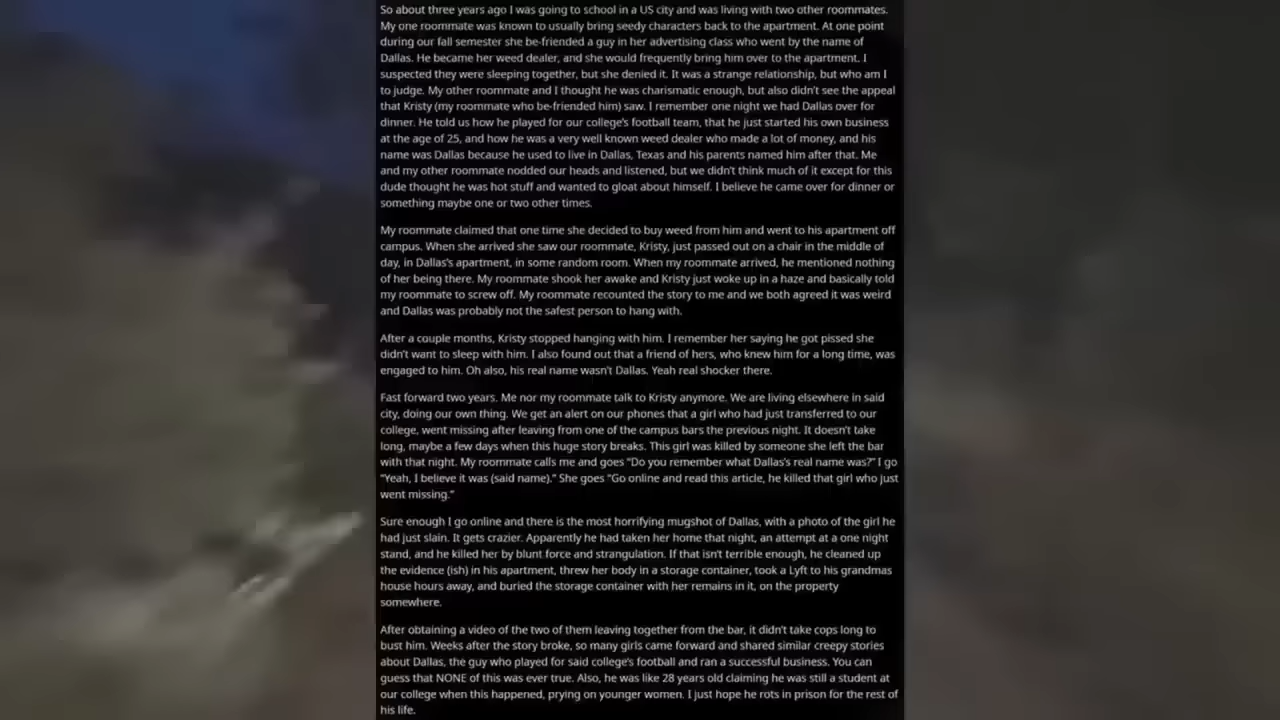 So about three years ago I was going to school in a US city and was living with two other roommates.
My one roommate was known to usually bring seedy characters back to the apartment. At one point
during our fall semester she be-friended a guy in her advertising class who went by the name of
Dallas. He became her weed dealer, and she would frequently bring him over to the apartment. I
suspected they were sleeping together, but she denied it. It was a strange relationship, but who am I
to judge. My other roommate and I thought he was charismatic enough, but also didn't see the appeal
that Kristy (my roommate who be-friended him) saw. I remember one night we had Dallas over for
dinner. He told us how he played for our college's football team, that he just started his own business
at the age of 25, and how he was a very well known weed dealer who made a lot of money, and his
name was Dallas because he used to live in Dallas, Texas and his parents named him after that. Me
and my other roommate nodded our heads and listened, but we didn't think much of it except for this
dude thought he was hot stuff and wanted to gloat about himself. I believe he came over for dinner or
something maybe one or two other times.
My roommate claimed that one time she decided to buy weed from him and went to his apartment off
campus. When she arrived she saw our roommate, Kristy, just passed out on a chair in the middle of
day, in Dallas's apartment, in some random room. When my roommate arrived, he mentioned nothing
of her being there. My roommate shook her awake and Kristy just woke up in a haze and basically told
my roommate to screw off. My roommate recounted the story to me and we both agreed it was weird
and Dallas was probably not the safest person to hang with.
After a couple months, Kristy stopped hanging with him. I remember her saying he got pissed she
didn't want to sleep with him. I also found out that a friend of hers, who knew him for a long time, was
engaged to him. Oh also, his real name wasn't Dallas. Yeah real shocker there.
Fast forward two years. Me nor my roommate talk to Kristy anymore. We are living elsewhere in said
city, doing our own thing. We get an alert on our phones that a girl who had just transferred to our
college, went missing after leaving from one of the campus bars the previous night. It doesn't take
long, maybe a few days when this huge story breaks. This girl was killed by someone she left the bar
with that night. My roommate calls me and goes "Do you remember what Dallas's real name was?" I go
"Yeah, I believe it was (said name)." She goes "Go online and read this article, he killed that girl who just
went missing."
Sure enough I go online and there is the most horrifying mugshot of Dallas, with a photo of the girl he
had just slain. It gets crazier. Apparently he had taken her home that night, an attempt at a one night
stand, and he killed her by blunt force and strangulation. If that isn't terrible enough, he cleaned up
the evidence (ish) in his apartment, threw her body in a storage container, took a Lyft to his grandmas
house hours away, and buried the storage container with her remains in it, on the property
somewhere.
After obtaining a video of the two of them leaving together from the bar, it didn't take cops long to
bust him. Weeks after the story broke, so many girls came forward and shared similar creepy stories
about Dallas, the guy who played for said college's football and ran a successful business. You can
guess that NONE of this was ever true. Also, he was like 28 years old claiming he was still a student at
our college when this happened, prying on younger women. I just hope he rots in prison for the rest of
his life.